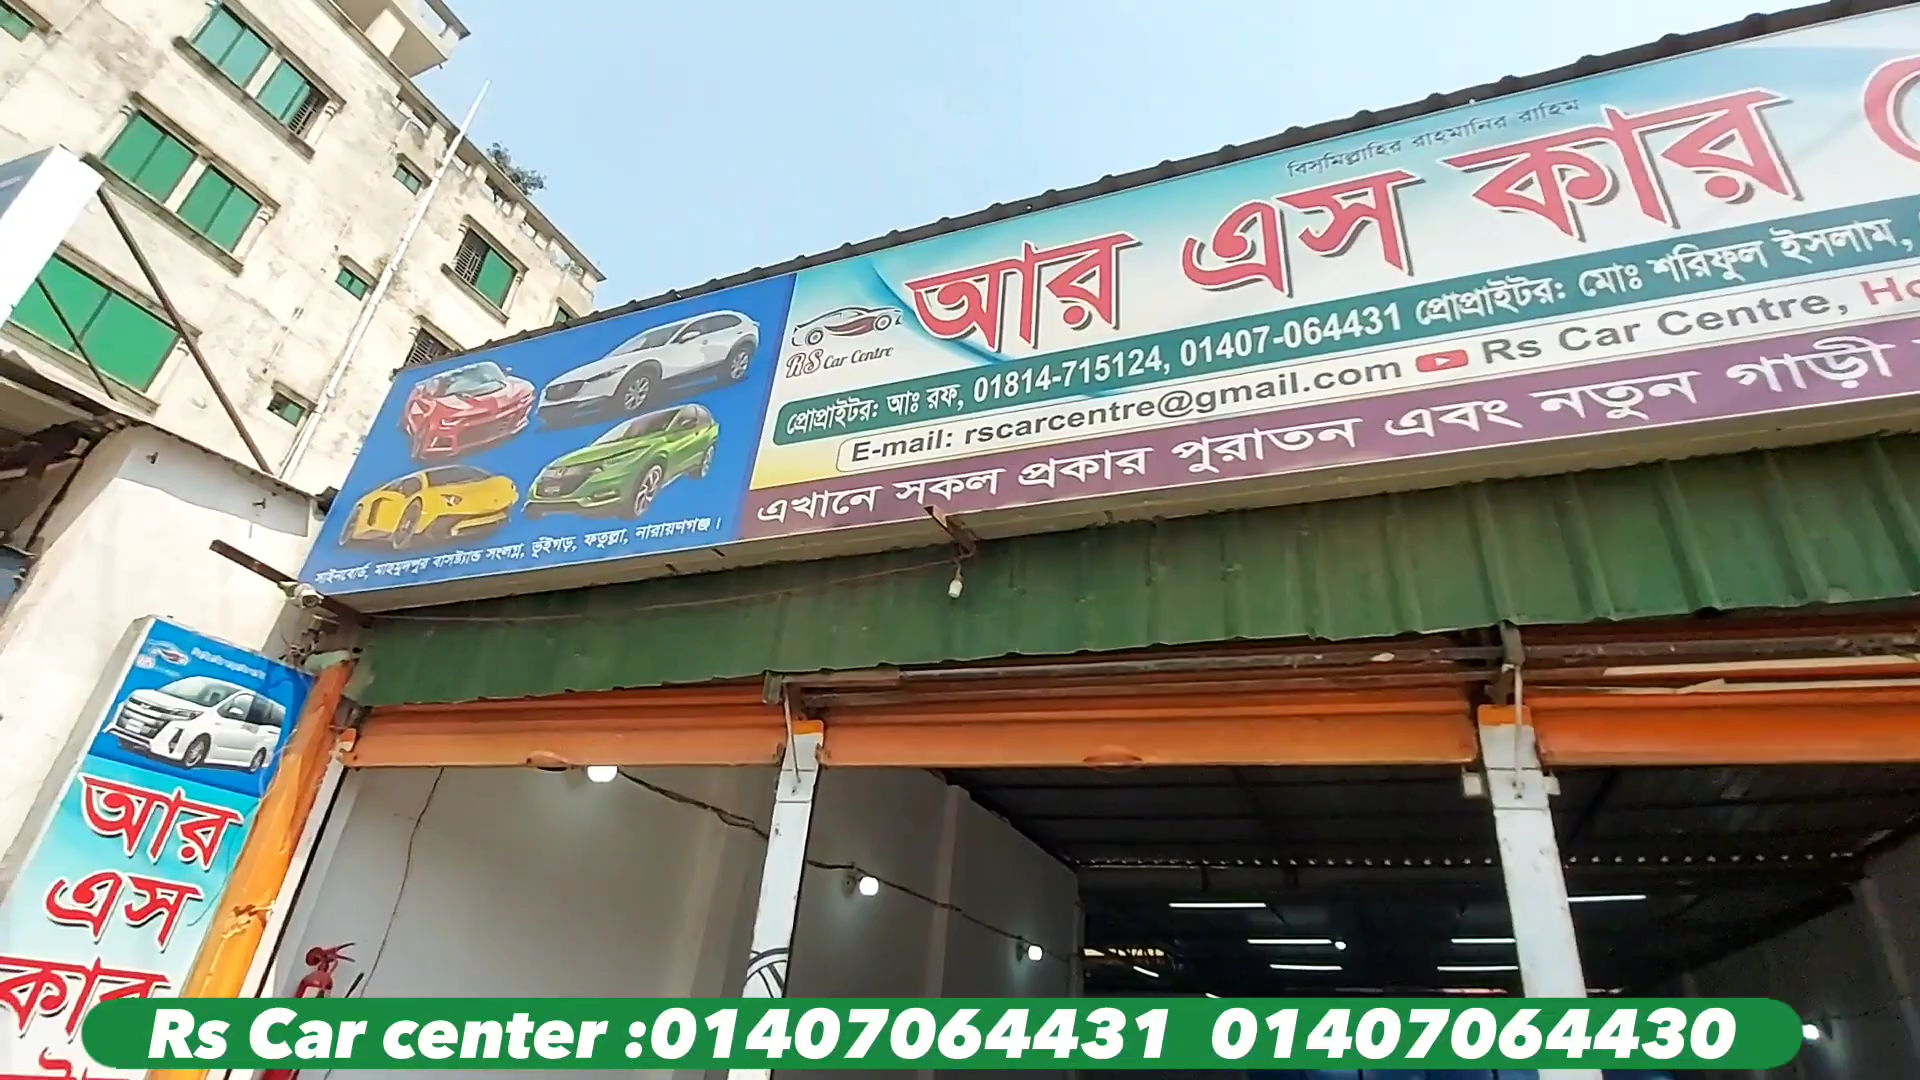 বিসমিল্লাহির রাহমানির রাহিম
আর এস কার
RS Car Centre
প্রোপ্রাইটর: আঃ রফ, 01814-715124, 01407-064431 প্রোপ্রাইটর: মোঃ শরিফুল ইসলাম,
E-mail: rscarcentre@gmail.com Rs Car Centre,
এখানে সকল প্রকার পুরাতন এবং নতুন গাড়ী
সাইনবোর্ড, মাহমুদপুর বাসষ্ট্যান্ড সংলগ্ন, ভূঁইগড়, ফতুল্লা, নারায়ণগঞ্জ।
আর
এস
কার
Rs Car center :01407064431 01407064430